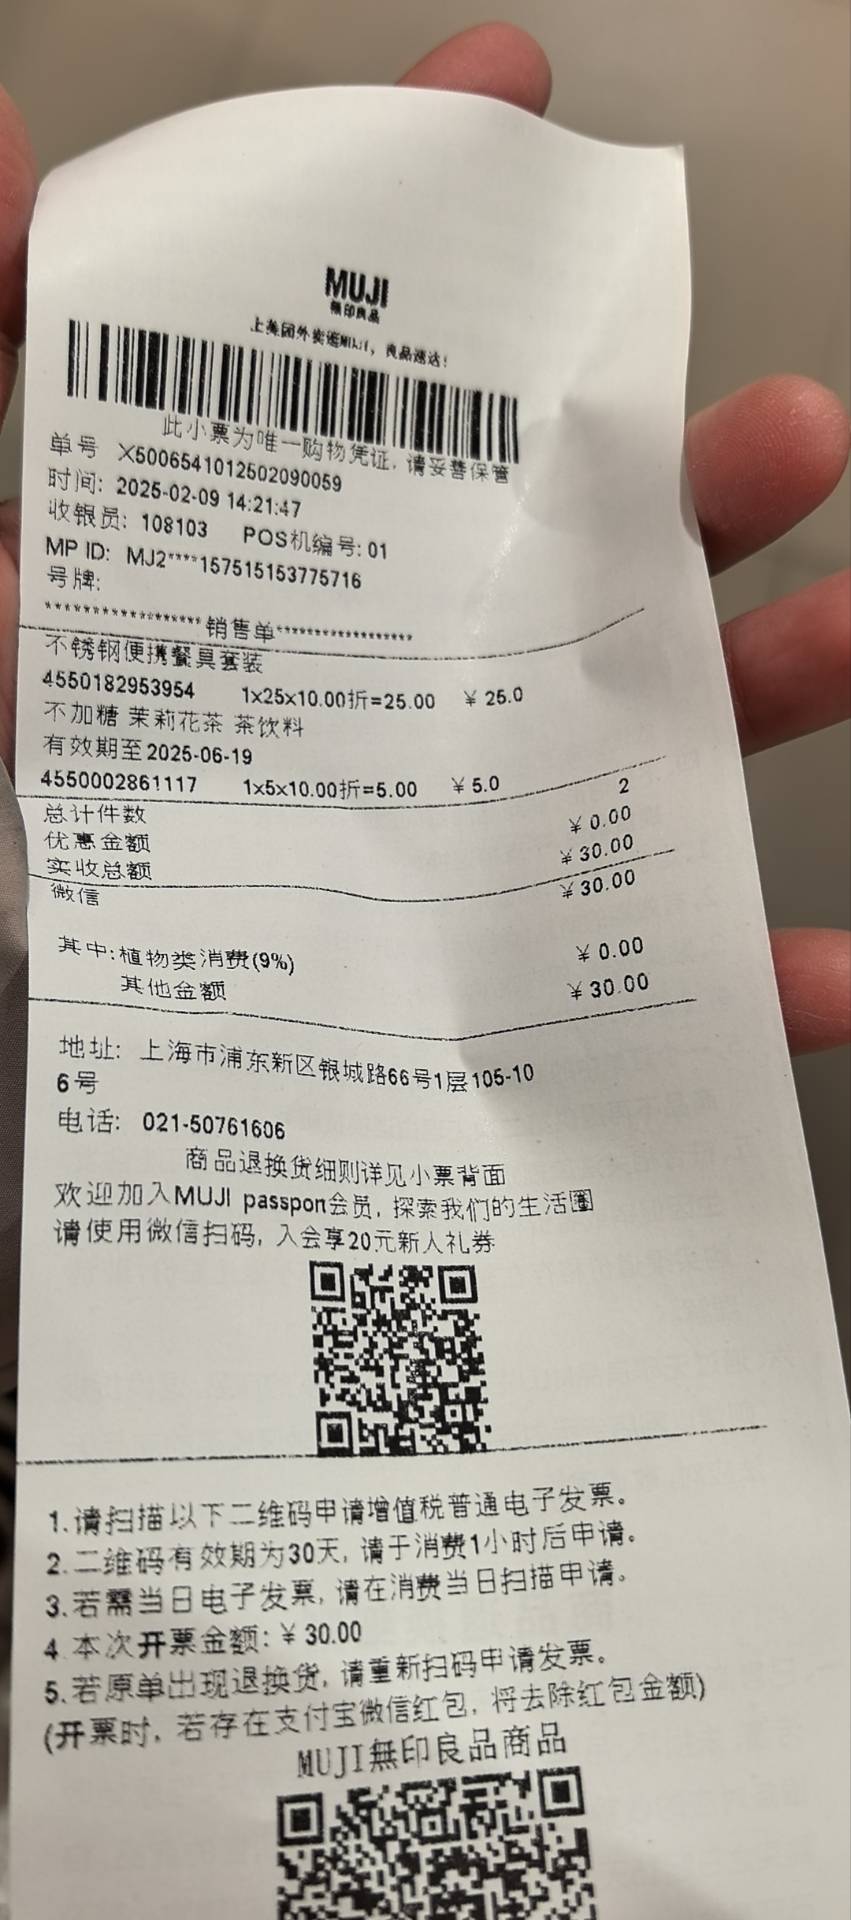 MUJI
無印良品
上美团外卖逛MUJI，良品速达！
此小票为唯一购物凭证，请妥善保管
单号 X5006541012502090059
时间: 2025-02-09 14:21:47
收银员: 108103 POS机编号: 01
MP ID: MJ2****157515153775716
号牌:
******************销售单******************
不锈钢便携餐具套装
4550182953954 1x25x10.00折=25.00 ￥25.0
不加糖 茉莉花茶 茶饮料
有效期至2025-06-19
4550002861117 1x5x10.00折=5.00 ￥5.0
总计件数 2
优惠金额 ￥0.00
实收总额 ￥30.00
微信 ￥30.00
其中:植物类消费(9%) ￥0.00
其他金额 ￥30.00
地址: 上海市浦东新区银城路66号1层105-10
6号
电话: 021-50761606
商品退换货细则详见小票背面
欢迎加入MUJI passpon会员, 探索我们的生活圈
请使用微信扫码, 入会享20元新人礼券
1.请扫描以下二维码申请增值税普通电子发票。
2.二维码有效期为30天, 请于消费1小时后申请。
3.若需当日电子发票, 请在消费当日扫描申请。
4.本次开票金额: ￥30.00
5.若原单出现退换货, 请重新扫码申请发票。
(开票时, 若存在支付宝微信红包, 将去除红包金额)
MUJI無印良品商品